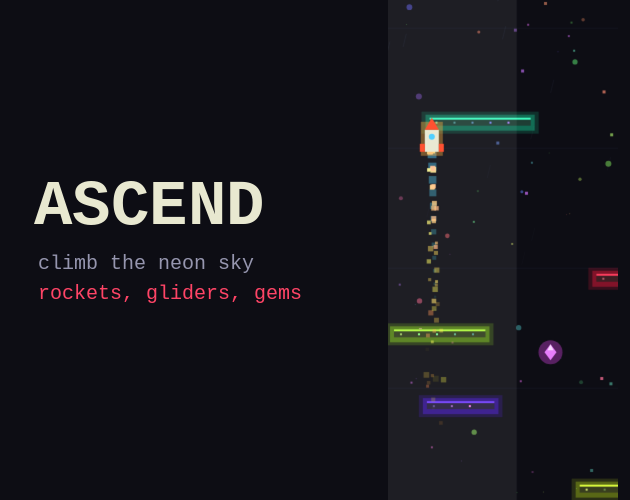 ASCEND
climb the neon sky
rockets, gliders, gems